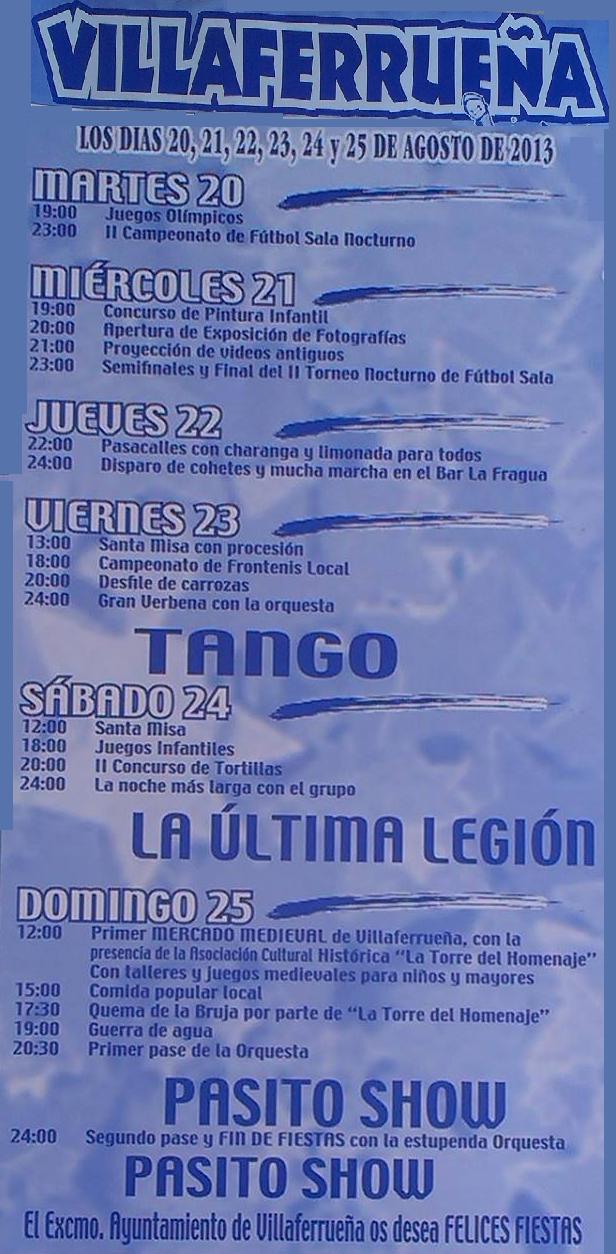 VILLAFERRUEÑA
LOS DIAS 20, 21, 22, 23, 24 y 25 DE AGOSTO DE 2013
MARTES 20
19:00 Juegos Olímpicos
23:00 II Campeonato de Fútbol Sala Nocturno
MIÉRCOLES 21
19:00 Concurso de Pintura Infantil
20:00 Apertura de Exposición de Fotografías
21:00 Proyección de videos antiguos
23:00 Semifinales y Final del II Torneo Nocturno de Fútbol Sala
JUEVES 22
22:00 Pasacalles con charanga y limonada para todos
24:00 Disparo de cohetes y mucha marcha en el Bar La Fragua
VIERNES 23
13:00 Santa Misa con procesión
18:00 Campeonato de Frontenis Local
20:00 Desfile de carrozas
24:00 Gran Verbena con la orquesta
TANGO
SÁBADO 24
12:00 Santa Misa
18:00 Juegos Infantiles
20:00 II Concurso de Tortillas
24:00 La noche más larga con el grupo
LA ÚLTIMA LEGIÓN
DOMINGO 25
12:00 Primer MERCADO MEDIEVAL de Villaferrueña, con la
presencia de la Asociación Cultural Histórica "La Torre del Homenaje"
Con talleres y juegos medievales para niños y mayores
15:00 Comida popular local
17:30 Quema de la Bruja por parte de "La Torre del Homenaje"
19:00 Guerra de agua
20:30 Primer pase de la Orquesta
PASITO SHOW
24:00 Segundo pase y FIN DE FIESTAS con la estupenda Orquesta
PASITO SHOW
El Excmo. Ayuntamiento de Villaferrueña os desea FELICES FIESTAS